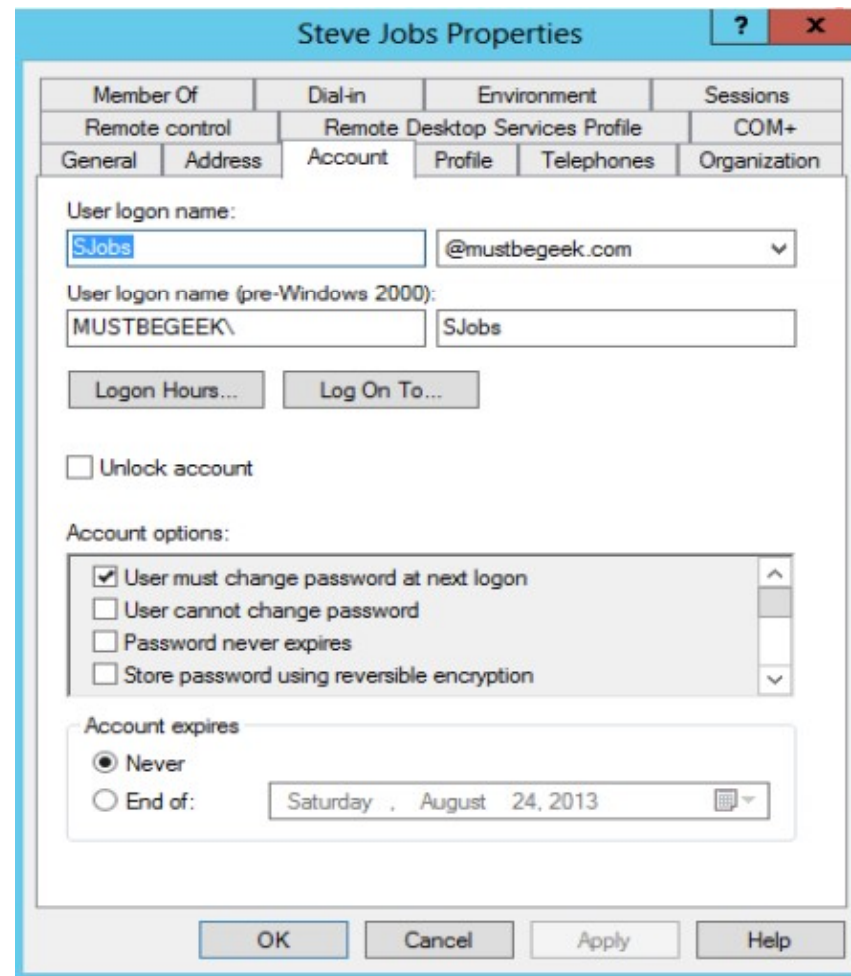 Steve Jobs Properties ? x
Member Of Dial-in Environment Sessions
Remote control Remote Desktop Services Profile COM+
General Address Account Profile Telephones Organization
User logon name:
SJobs @mustbegeek.com
User logon name (pre-Windows 2000):
MUSTBEGEEK\ SJobs
Logon Hours... Log On To...
Unlock account
Account options:
User must change password at next logon
User cannot change password
Password never expires
Store password using reversible encryption
Account expires
Never
End of: Saturday , August 24, 2013
OK Cancel Apply Help